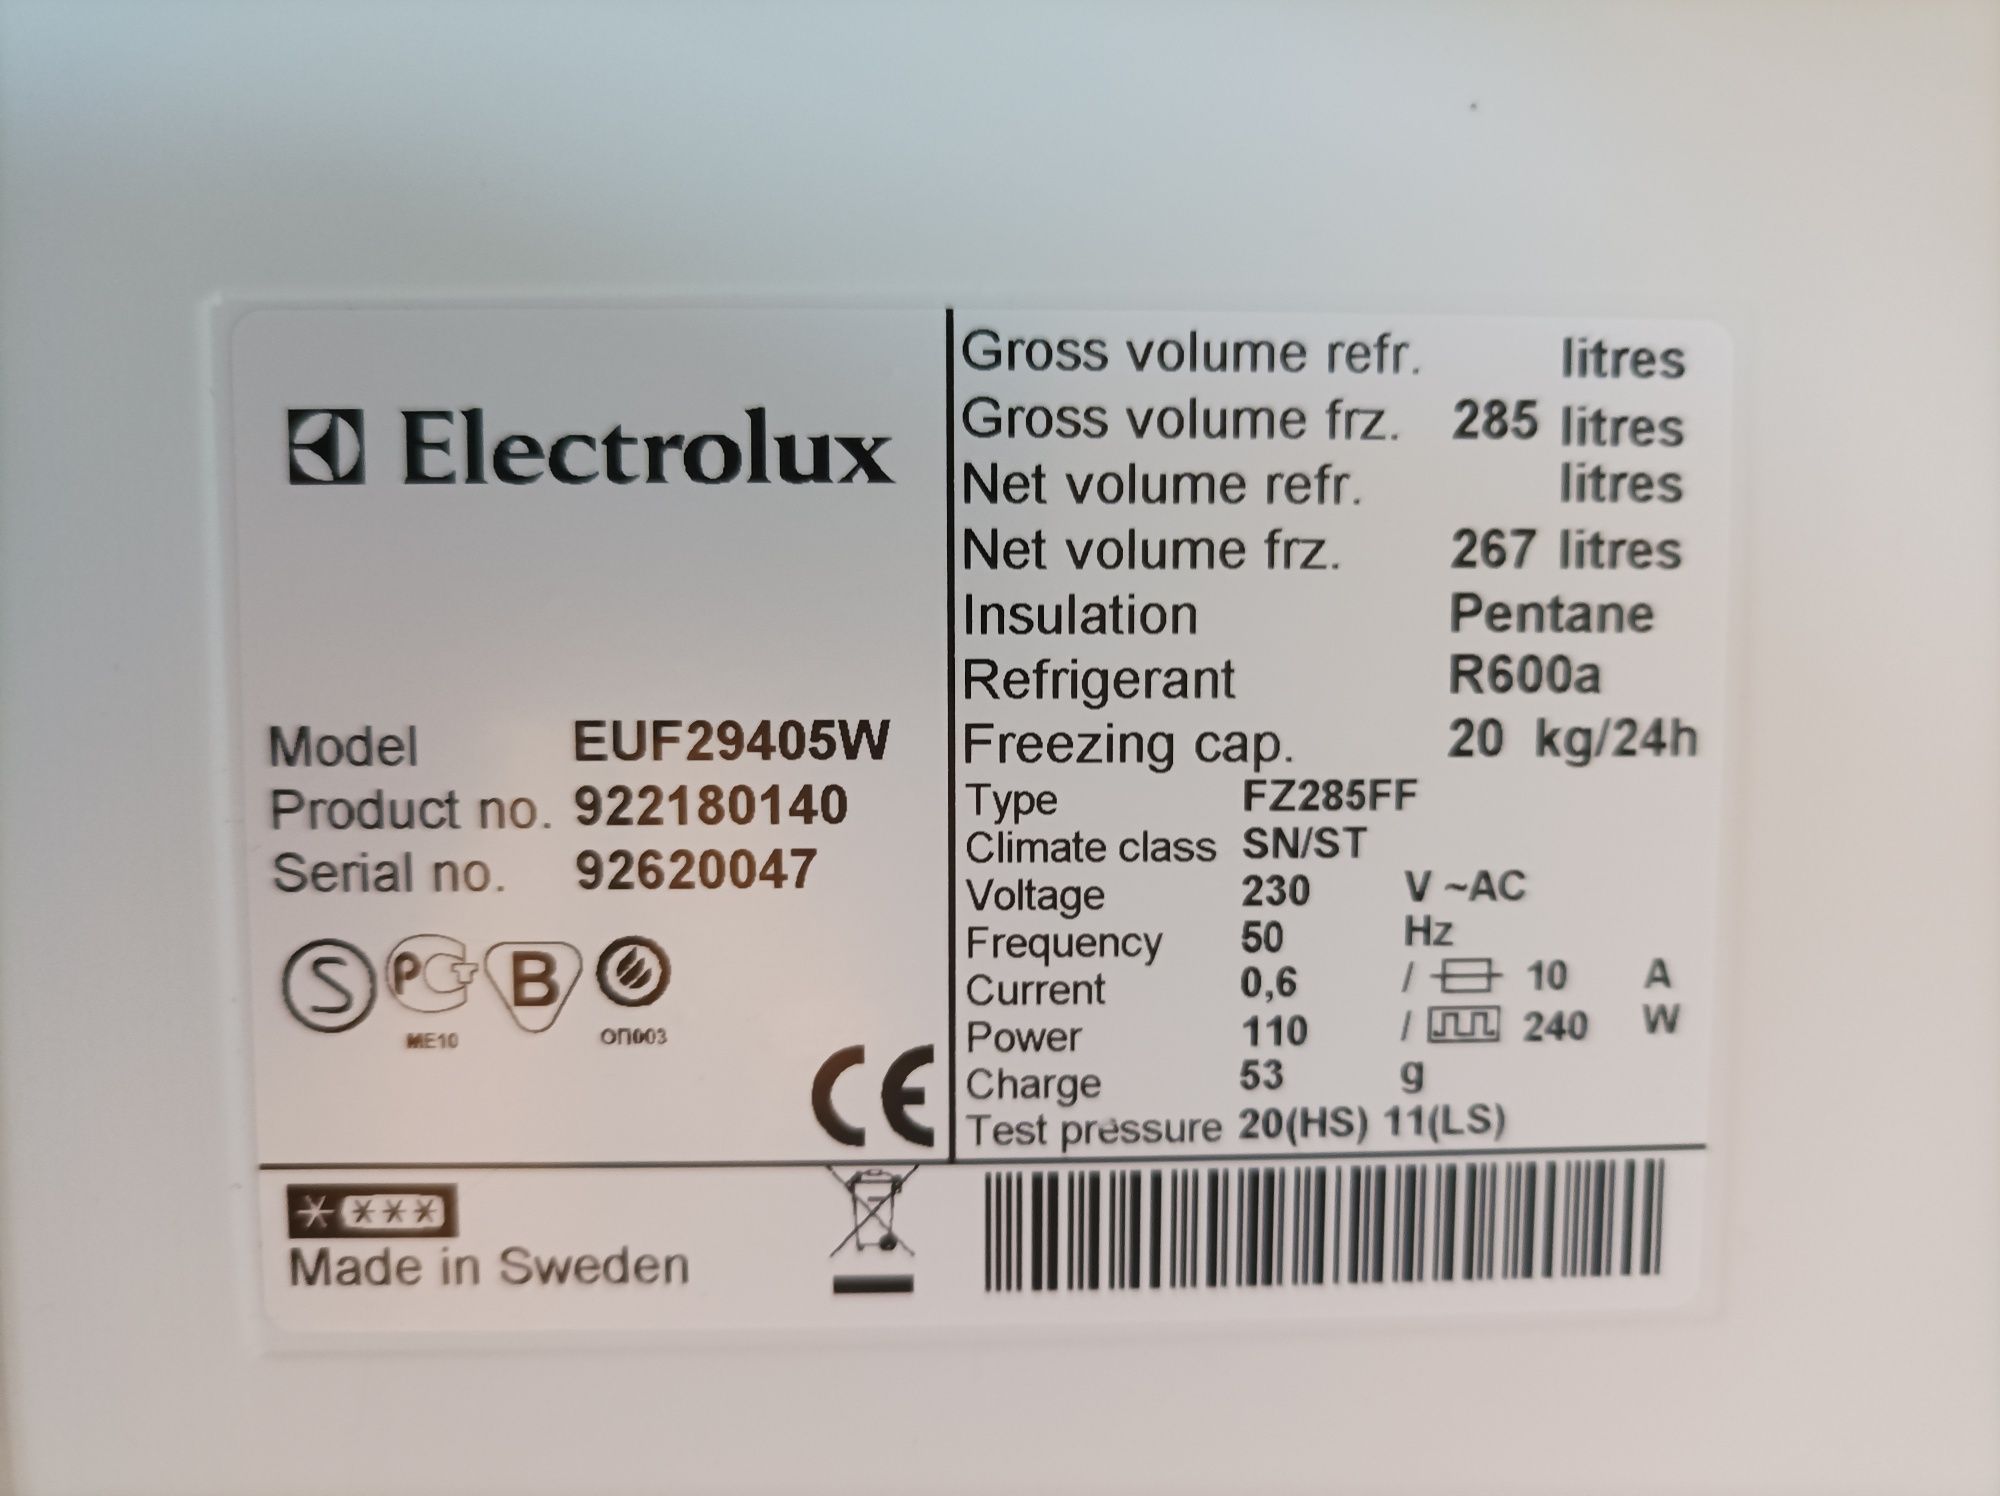 Electrolux
Model EUF29405W
Product no. 922180140
Serial no. 92620047
S PCT B
ME10 ОП003
CE
Made in Sweden
Gross volume refr. litres
Gross volume frz. 285 litres
Net volume refr. litres
Net volume frz. 267 litres
Insulation Pentane
Refrigerant R600a
Freezing cap. 20 kg/24h
Type FZ285FF
Climate class SN/ST
Voltage 230 V ~AC
Frequency 50 Hz
Current 0,6 / 10 A
Power 110 / 240 W
Charge 53 g
Test pressure 20(HS) 11(LS)